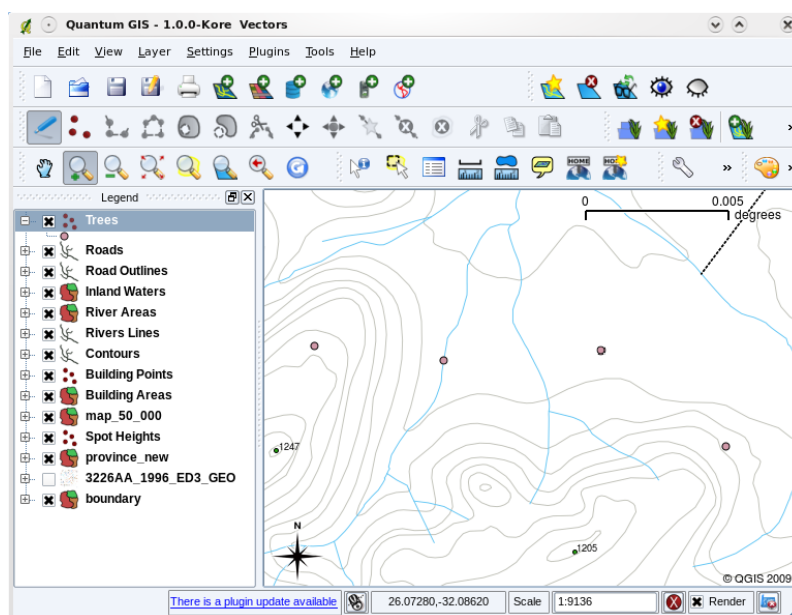 Quantum GIS - 1.0.0-Kore Vectors
File Edit View Layer Settings Plugins Tools Help
HOME HOME
Legend
Trees
Roads
Road Outlines
Inland Waters
River Areas
Rivers Lines
Contours
Building Points
Building Areas
map_50_000
Spot Heights
province_new
3226AA_1996_ED3_GEO
boundary
0 0.005
degrees
1247
1205
N
© QGIS 2009
There is a plugin update available 26.07280,-32.08620 Scale 1:9136 Render